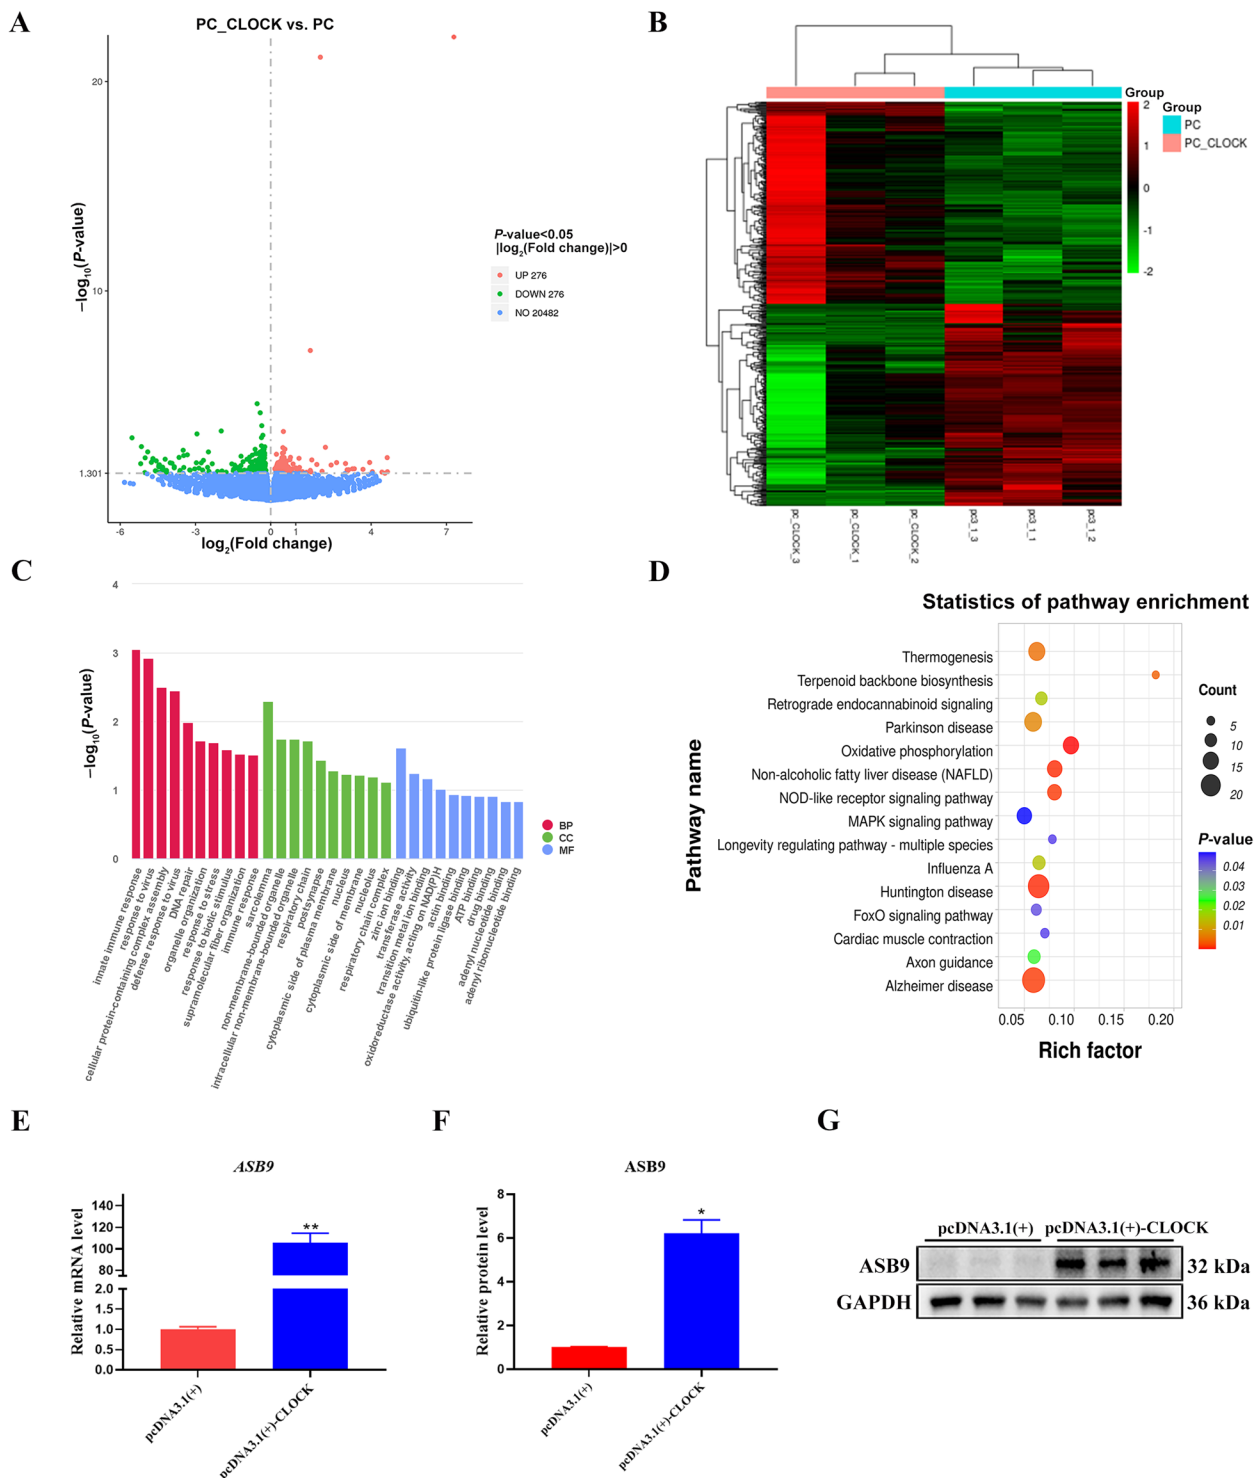 A
PC_CLOCK vs. PC
−log10(P-value)
20
10
1.301
-6
-3
0
1
4
7
log2(Fold change)
P-value<0.05
|log2(Fold change)|>0
UP 276
DOWN 276
NO 20482
B
Group
2
1
0
-1
-2
Group
PC
PC_CLOCK
pc_CLOCK_3
pc_CLOCK_1
pc_CLOCK_2
pc3_1_3
pc3_1_1
pc3_1_2
C
−log10(P-value)
4
3
2
1
0
BP
CC
MF
innate immune response
response to virus
cellular protein-containing complex assembly
defense response to virus
DNA repair
organelle organization
response to stress
response to biotic stimulus
supramolecular fiber organization
immune response
sarcolemma
non-membrane-bounded organelle
intracellular non-membrane-bounded organelle
respiratory chain
postsynapse
cytoplasmic side of plasma membrane
nucleus
cytoplasmic side of membrane
nucleolus
respiratory chain complex
zinc ion binding
transferase activity
transition metal ion binding
oxidoreductase activity, acting on NAD(P)H
actin binding
ubiquitin-like protein ligase binding
ATP binding
drug binding
adenyl nucleotide binding
adenyl ribonucleotide binding
D
Statistics of pathway enrichment
Pathway name
Thermogenesis
Terpenoid backbone biosynthesis
Retrograde endocannabinoid signaling
Parkinson disease
Oxidative phosphorylation
Non-alcoholic fatty liver disease (NAFLD)
NOD-like receptor signaling pathway
MAPK signaling pathway
Longevity regulating pathway - multiple species
Influenza A
Huntington disease
FoxO signaling pathway
Cardiac muscle contraction
Axon guidance
Alzheimer disease
0.05
0.10
0.15
0.20
Rich factor
Count
5
10
15
20
P-value
0.04
0.03
0.02
0.01
E
ASB9
Relative mRNA level
140
120
100
80
2.0
1.5
1.0
0.5
0.0
**
pcDNA3.1(+)
pcDNA3.1(+)-CLOCK
F
ASB9
Relative protein level
8
6
4
2
0
*
pcDNA3.1(+)
pcDNA3.1(+)-CLOCK
G
pcDNA3.1(+) pcDNA3.1(+)-CLOCK
ASB9 32 kDa
GAPDH 36 kDa